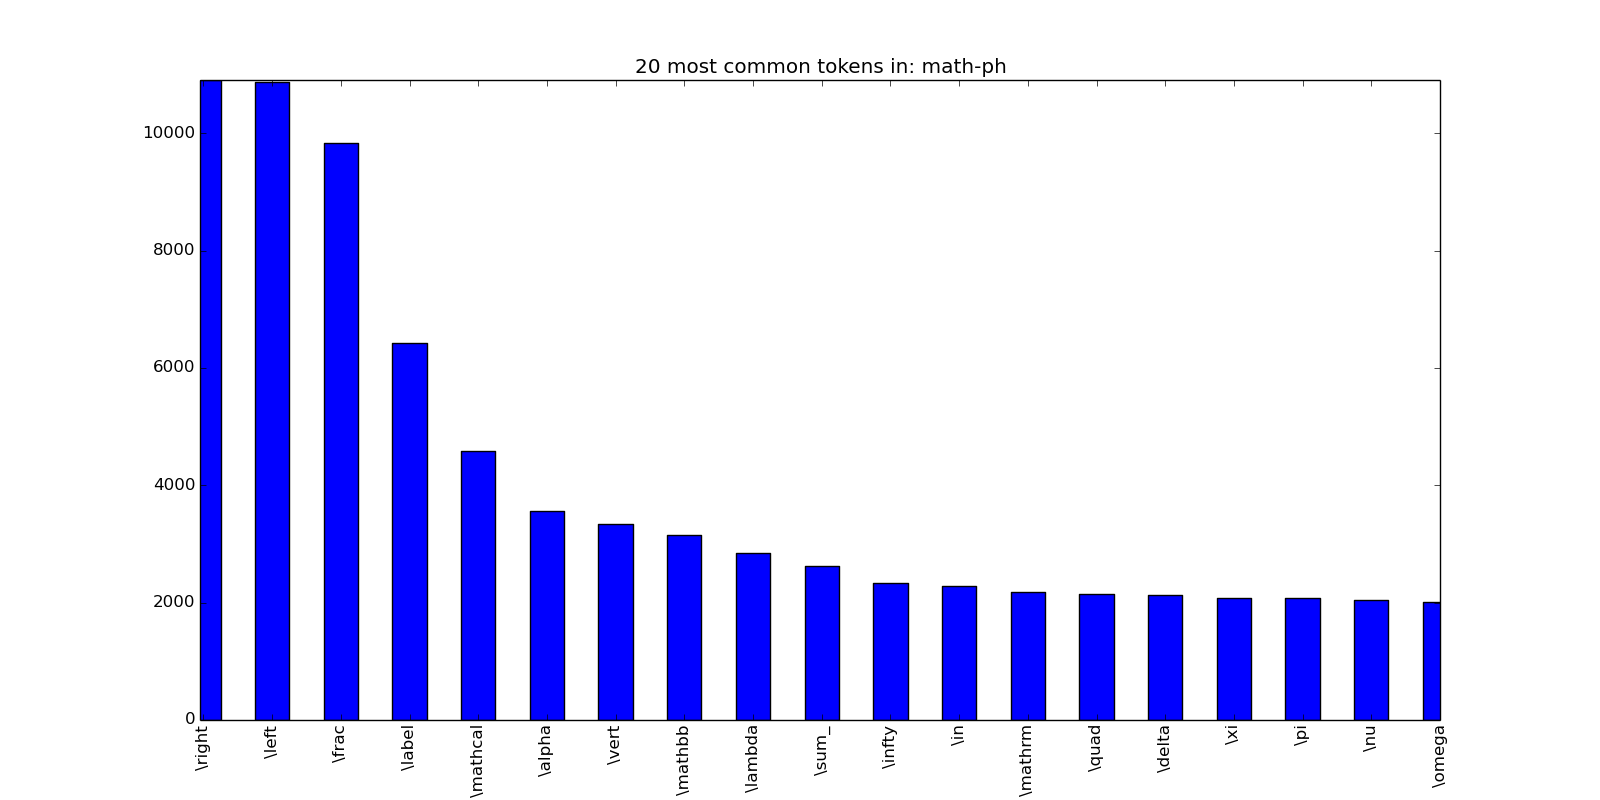 20 most common tokens in: math-ph
10000
8000
6000
4000
2000
0
\right
\left
\frac
\label
\mathcal
\alpha
\vert
\mathbb
\lambda
\sum_
\infty
\in
\mathrm
\quad
\delta
\xi
\pi
\nu
\omega